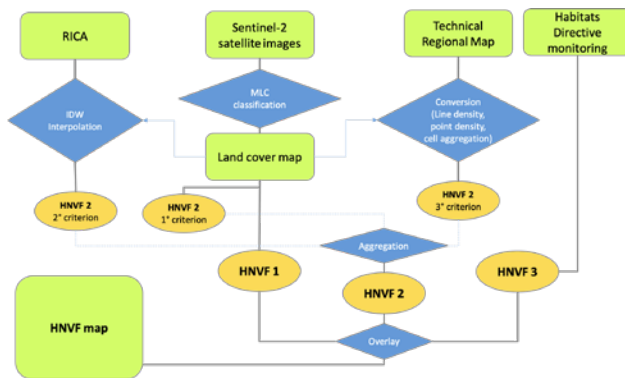 RICA
Sentinel-2
satellite images
Technical
Regional Map
Habitats
Directive
monitoring
IDW
Interpolation
MLC
classification
Conversion
(Line density,
point density,
cell aggregation)
Land cover map
HNVF 2
2° criterion
HNVF 2
1° criterion
HNVF 2
3° criterion
Aggregation
HNVF 1
HNVF 2
HNVF 3
HNVF map
Overlay